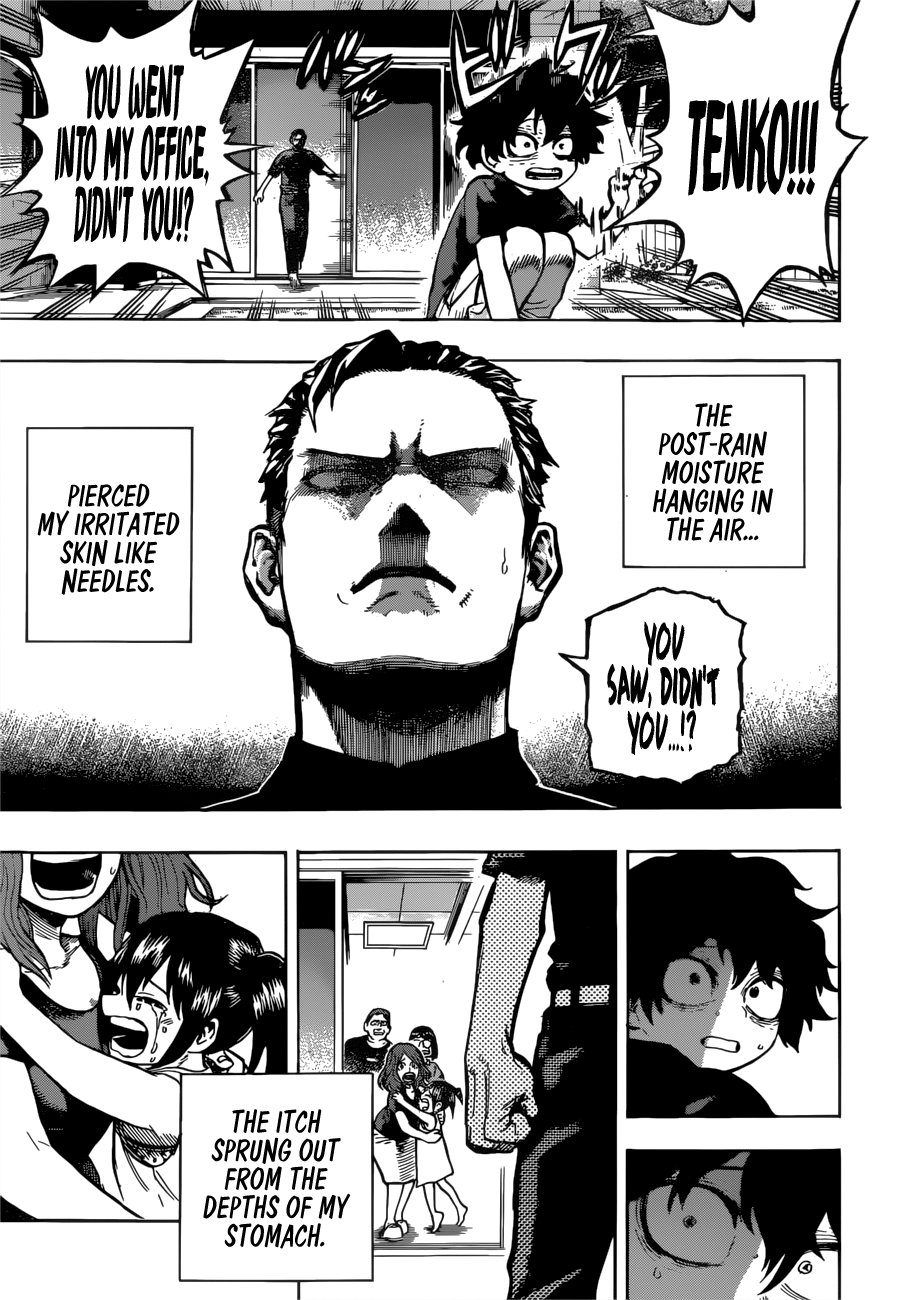 TENKO!!!
YOU WENT
INTO MY OFFICE,
DIDN'T YOU!?
THE
POST-RAIN
MOISTURE
HANGING IN
THE AIR...
YOU
SAW, DIDN'T
YOU...!?
PIERCED
MY IRRITATED
SKIN LIKE
NEEDLES.
THE ITCH
SPRUNG OUT
FROM THE
DEPTHS OF MY
STOMACH.